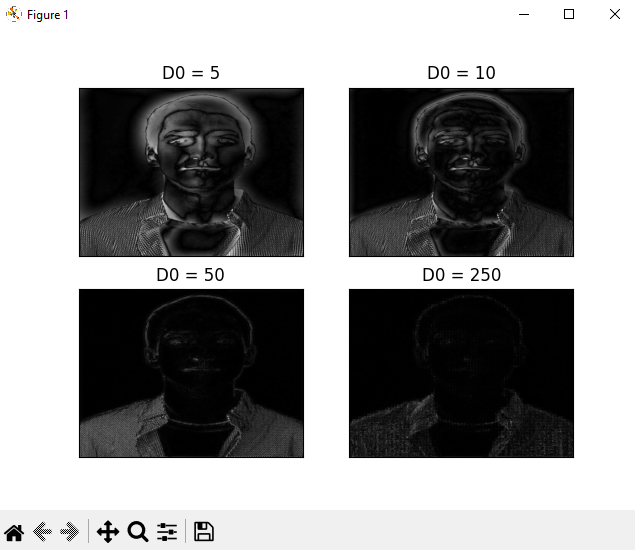 Figure 1
D0 = 5
D0 = 10
D0 = 50
D0 = 250